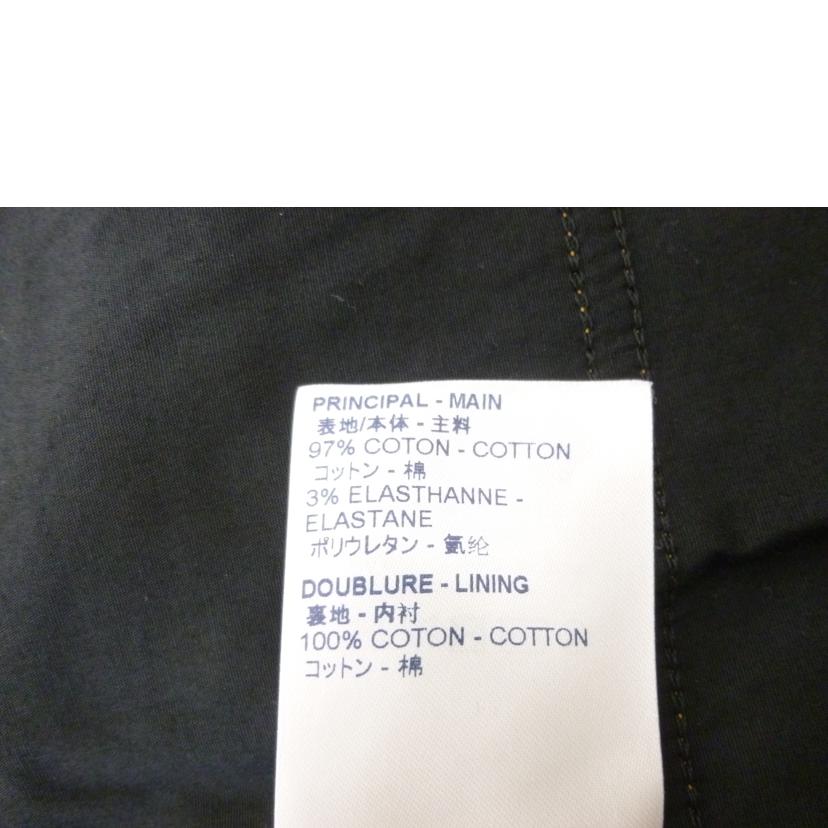 PRINCIPAL - MAIN
表地/本体 - 主料
97% COTON - COTTON
コットン - 棉
3% ELASTHANNE -
ELASTANE
ポリウレタン - 氨纶
DOUBLURE - LINING
裏地 - 内衬
100% COTON - COTTON
コットン - 棉